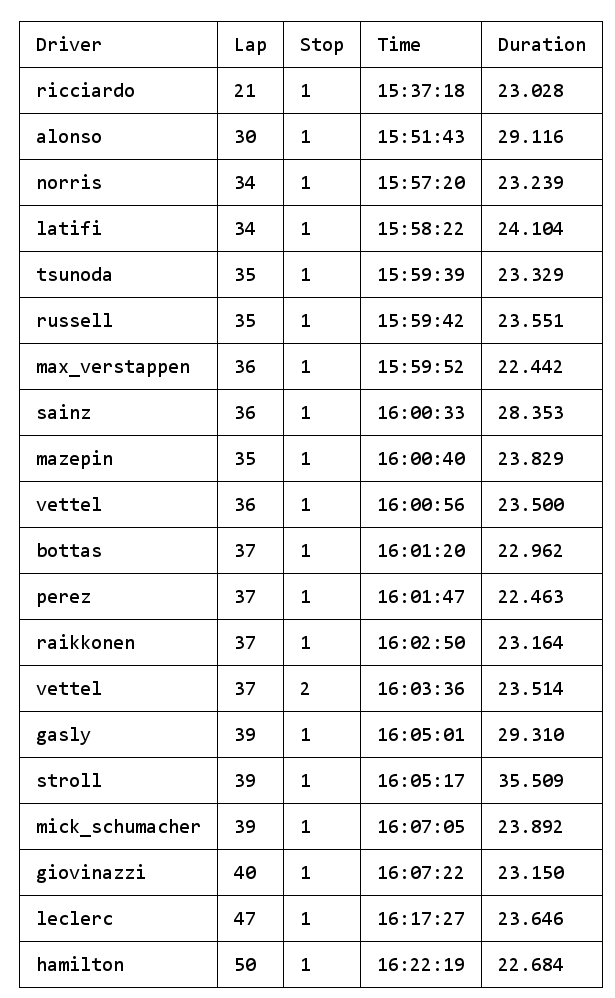 Driver Lap Stop Time Duration
ricciardo 21 1 15:37:18 23.028
alonso 30 1 15:51:43 29.116
norris 34 1 15:57:20 23.239
latifi 34 1 15:58:22 24.104
tsunoda 35 1 15:59:39 23.329
russell 35 1 15:59:42 23.551
max_verstappen 36 1 15:59:52 22.442
sainz 36 1 16:00:33 28.353
mazepin 35 1 16:00:40 23.829
vettel 36 1 16:00:56 23.500
bottas 37 1 16:01:20 22.962
perez 37 1 16:01:47 22.463
raikkonen 37 1 16:02:50 23.164
vettel 37 2 16:03:36 23.514
gasly 39 1 16:05:01 29.310
stroll 39 1 16:05:17 35.509
mick_schumacher 39 1 16:07:05 23.892
giovinazzi 40 1 16:07:22 23.150
leclerc 47 1 16:17:27 23.646
hamilton 50 1 16:22:19 22.684